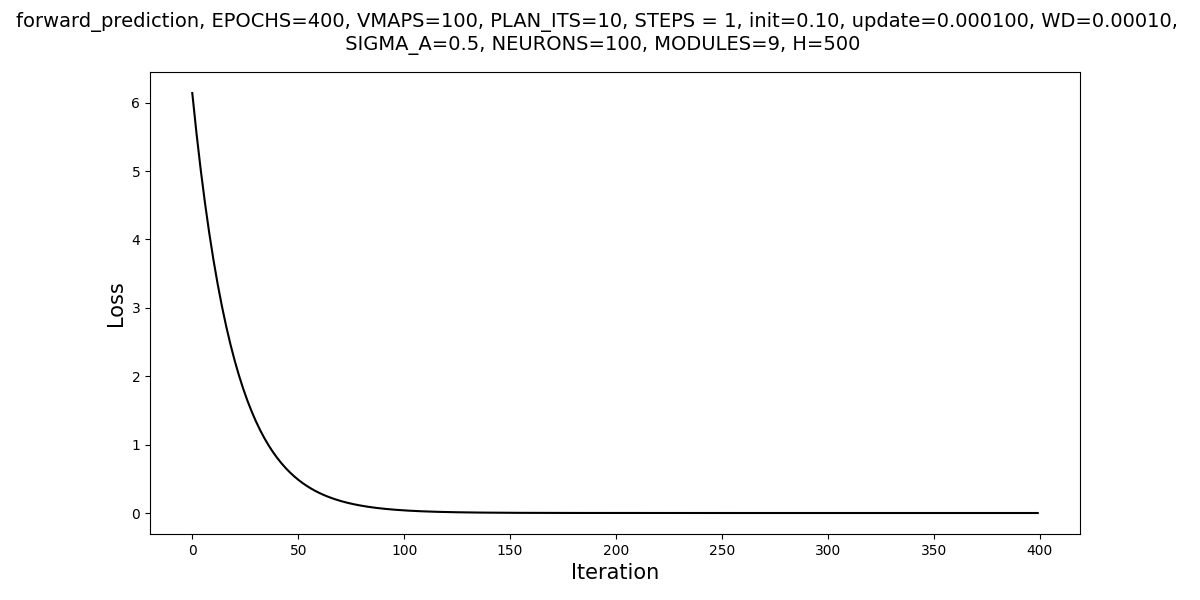 forward_prediction, EPOCHS=400, VMAPS=100, PLAN_ITS=10, STEPS = 1, init=0.10, update=0.000100, WD=0.00010,
SIGMA_A=0.5, NEURONS=100, MODULES=9, H=500
6
5
4
3
2
1
0
Loss
0 50 100 150 200 250 300 350 400
Iteration